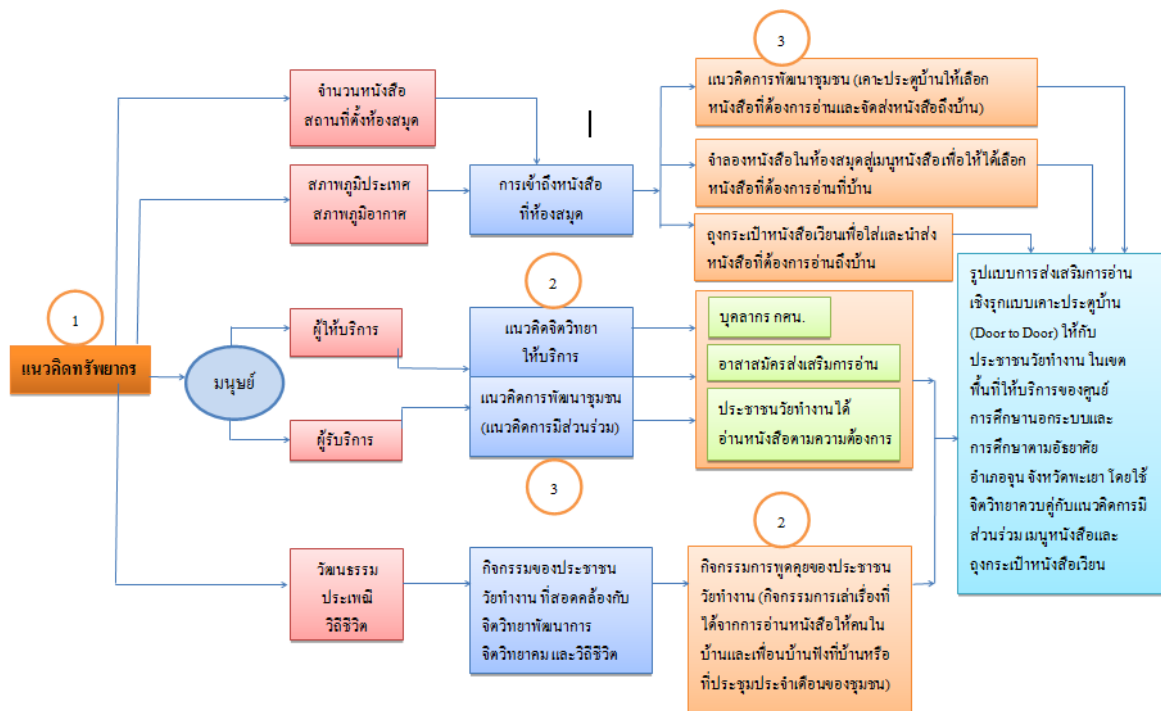 3
จำนวนหนังสือ
สถานที่ตั้งห้องสมุด
แนวคิดการพัฒนาชุมชน (เคาะประตูบ้านให้เลือก
หนังสือที่ต้องการอ่านและจัดส่งหนังสือถึงบ้าน)
สภาพภูมิประเทศ
สภาพภูมิอากาศ
การเข้าถึงหนังสือ
ที่ห้องสมุด
จำลองหนังสือในห้องสมุดสู่เมนูหนังสือเพื่อให้ได้เลือก
หนังสือที่ต้องการอ่านที่บ้าน
ถุงกระเป๋าหนังสือเวียนเพื่อใส่และนำส่ง
หนังสือที่ต้องการอ่านถึงบ้าน
1
แนวคิดทรัพยากร
มนุษย์
ผู้ให้บริการ
ผู้รับบริการ
2
แนวคิดจิตวิทยา
ให้บริการ
แนวคิดการพัฒนาชุมชน
(แนวคิดการมีส่วนร่วม)
3
บุคลากร กศน.
อาสาสมัครส่งเสริมการอ่าน
ประชาชนวัยทำงานได้
อ่านหนังสือตามความต้องการ
วัฒนธรรม
ประเพณี
วิถีชีวิต
กิจกรรมของประชาชน
วัยทำงาน ที่สอดคล้องกับ
จิตวิทยาพัฒนาการ
จิตวิทยาคม และวิถีชีวิต
2
กิจกรรมการพูดคุยของประชาชน
วัยทำงาน (กิจกรรมการเล่าเรื่องที่
ได้จากการอ่านหนังสือให้คนใน
บ้านและเพื่อนบ้านฟังที่บ้านหรือ
ที่ประชุมประจำเดือนของชุมชน)
รูปแบบการส่งเสริมการอ่าน
เชิงรุกแบบเคาะประตูบ้าน
(Door to Door) ให้กับ
ประชาชนวัยทำงาน ในเขต
พื้นที่ให้บริการของศูนย์
การศึกษานอกระบบและ
การศึกษาตามอัธยาศัย
อำเภอจุน จังหวัดพะเยา โดยใช้
จิตวิทยาควบคู่กับแนวคิดการมี
ส่วนร่วม เมนูหนังสือและ
ถุงกระเป๋าหนังสือเวียน